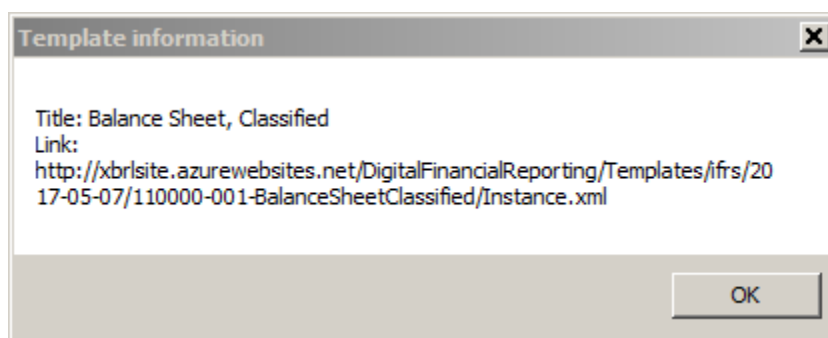 Template information
Title: Balance Sheet, Classified
Link:
http://xbrlsite.azurewebsites.net/DigitalFinancialReporting/Templates/ifrs/20
17-05-07/110000-001-BalanceSheetClassified/Instance.xml
OK